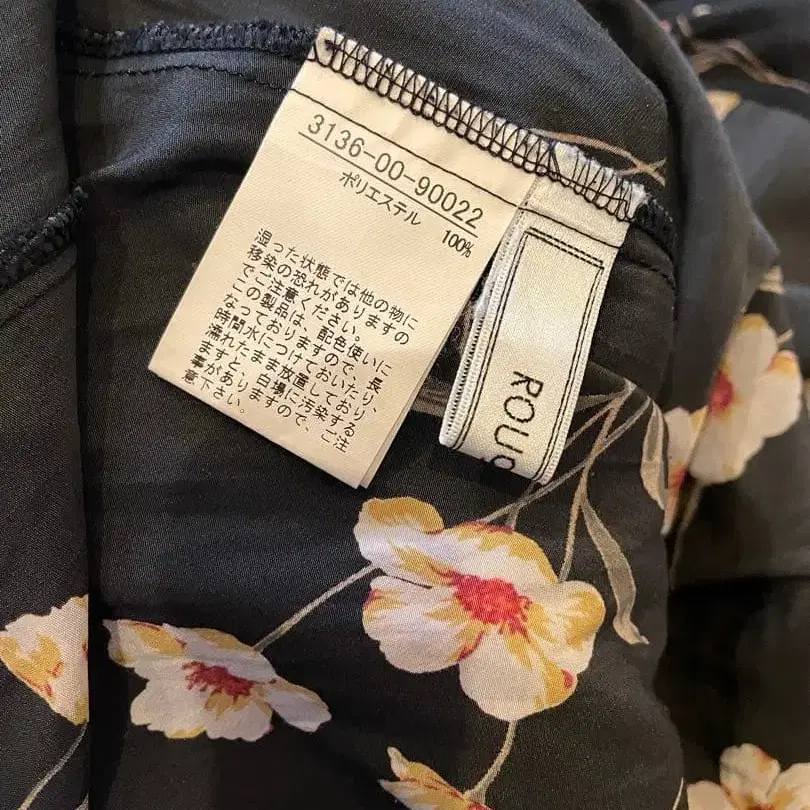 3136-00-90022
ポリエステル 100%
湿った状態では他の物に
移染の恐れがありますの
でご注意ください。
この製品は、配色使いに
なっておりますので、長
時間水につけておいたり、
濡れたまま放置しており
ますと、白場に汚染する
事がありますので、ご注
意下さい。
ROU